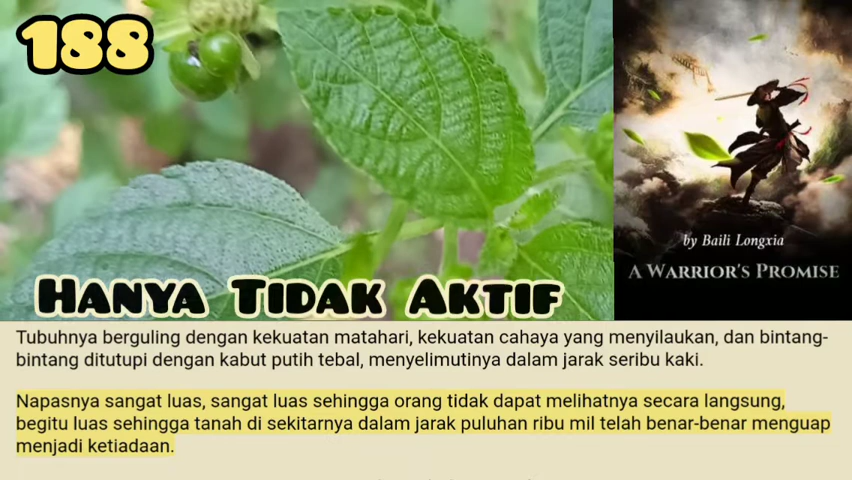 188
HANYA TIDAK AKTIF
by Baili Longxia
A WARRIOR'S PROMISE
Tubuhnya berguling dengan kekuatan matahari, kekuatan cahaya yang menyilaukan, dan bintang-
bintang ditutupi dengan kabut putih tebal, menyelimutinya dalam jarak seribu kaki.
Napasnya sangat luas, sangat luas sehingga orang tidak dapat melihatnya secara langsung,
begitu luas sehingga tanah di sekitarnya dalam jarak puluhan ribu mil telah benar-benar menguap
menjadi ketiadaan.